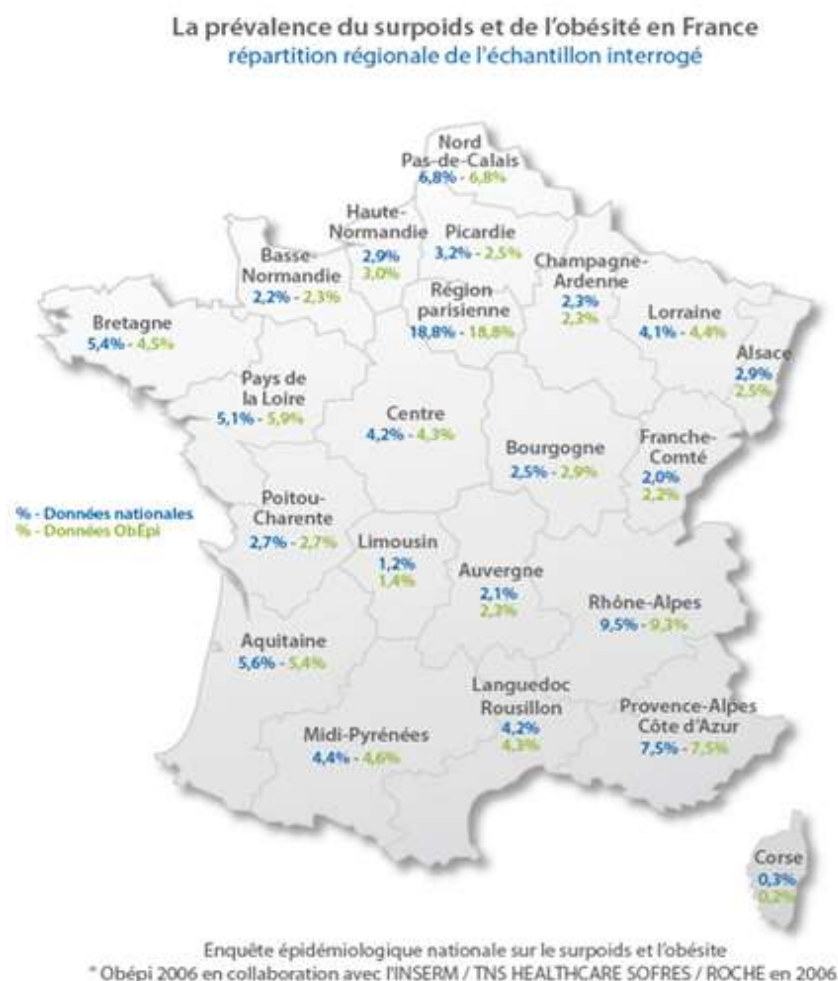 La prévalence du surpoids et de l'obésité en France
répartition régionale de l'échantillon interrogé
Nord
Pas-de-Calais
6,8% - 6,8%
Haute-
Normandie
2,9%
3,0%
Picardie
3,2% - 2,5%
Basse-
Normandie
2,2% - 2,3%
Champagne-
Ardenne
2,3%
2,3%
Région
parisienne
18,8% - 18,8%
Lorraine
4,1% - 4,4%
Bretagne
5,4% - 4,5%
Alsace
2,9%
2,5%
Pays de
la Loire
5,1% - 5,9%
Centre
4,2% - 4,3%
Bourgogne
2,5% - 2,9%
Franche-
Comté
2,0%
2,2%
% - Données nationales
% - Données ObÉpi
Poitou-
Charente
2,7% - 2,7%
Limousin
1,2%
1,4%
Auvergne
2,1%
2,3%
Rhône-Alpes
9,5% - 9,3%
Aquitaine
5,6% - 5,4%
Languedoc
Rousillon
4,2%
4,3%
Provence-Alpes
Côte d'Azur
7,5% - 7,5%
Midi-Pyrénées
4,4% - 4,6%
Corse
0,3%
0,2%
Enquête épidémiologique nationale sur le surpoids et l'obésité
* Obépi 2006 en collaboration avec l'INSERM / TNS HEALTHCARE SOFRES / ROCHE en 2006